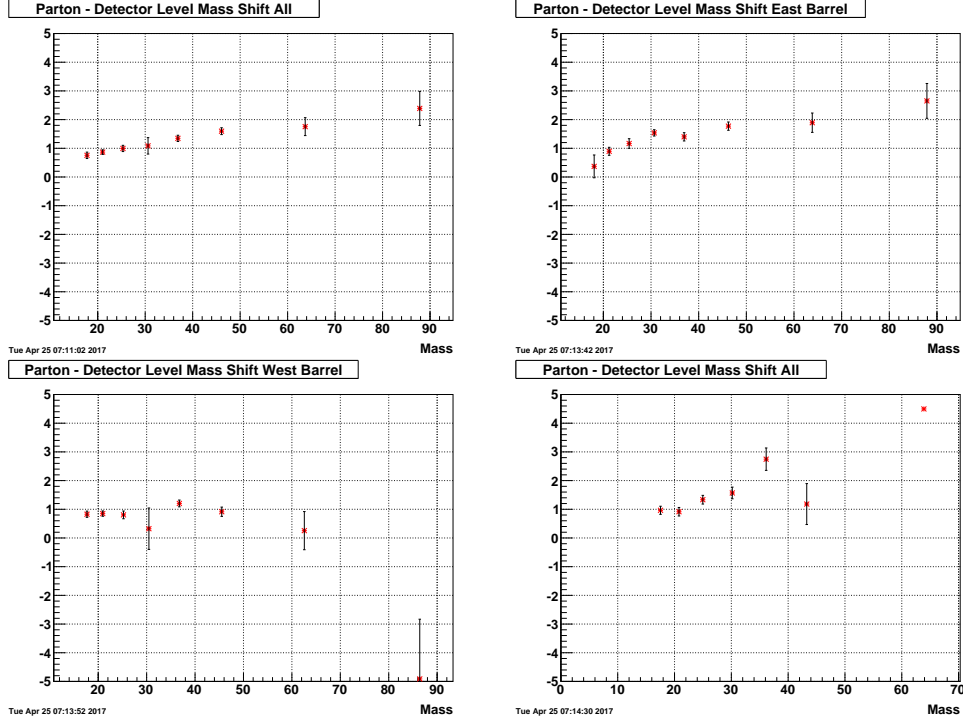 Parton - Detector Level Mass Shift All
5
4
3
2
1
0
-1
-2
-3
-4
-5
20 30 40 50 60 70 80 90
Tue Apr 25 07:11:02 2017
Mass
Parton - Detector Level Mass Shift East Barrel
5
4
3
2
1
0
-1
-2
-3
-4
-5
20 30 40 50 60 70 80 90
Tue Apr 25 07:13:42 2017
Mass
Parton - Detector Level Mass Shift West Barrel
5
4
3
2
1
0
-1
-2
-3
-4
-5
20 30 40 50 60 70 80 90
Tue Apr 25 07:13:52 2017
Mass
Parton - Detector Level Mass Shift All
5
4
3
2
1
0
-1
-2
-3
-4
-5
0 10 20 30 40 50 60 70
Tue Apr 25 07:14:30 2017
Mass